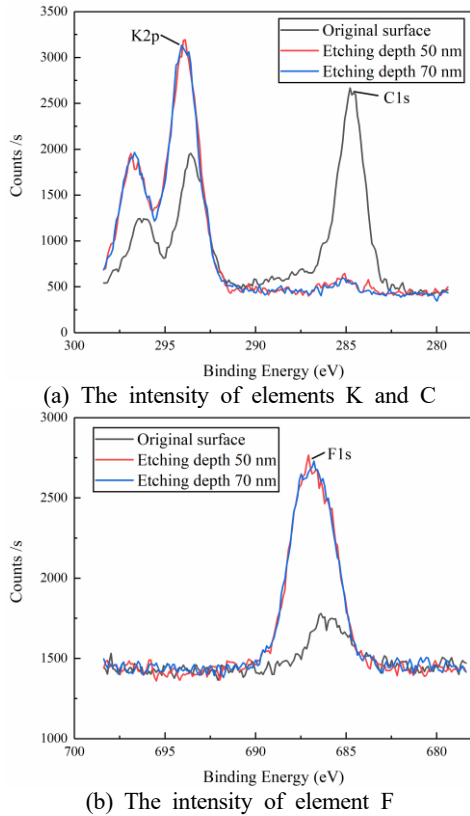 3500
3000
2500
2000
1500
1000
500
0
Counts /s
K2p
Original surface
Etching depth 50 nm
Etching depth 70 nm
C1s
300
295
290
285
280
Binding Energy (eV)
(a) The intensity of elements K and C
3000
2500
2000
1500
1000
Counts /s
Original surface
Etching depth 50 nm
Etching depth 70 nm
F1s
700
695
690
685
680
Binding Energy (eV)
(b) The intensity of element F